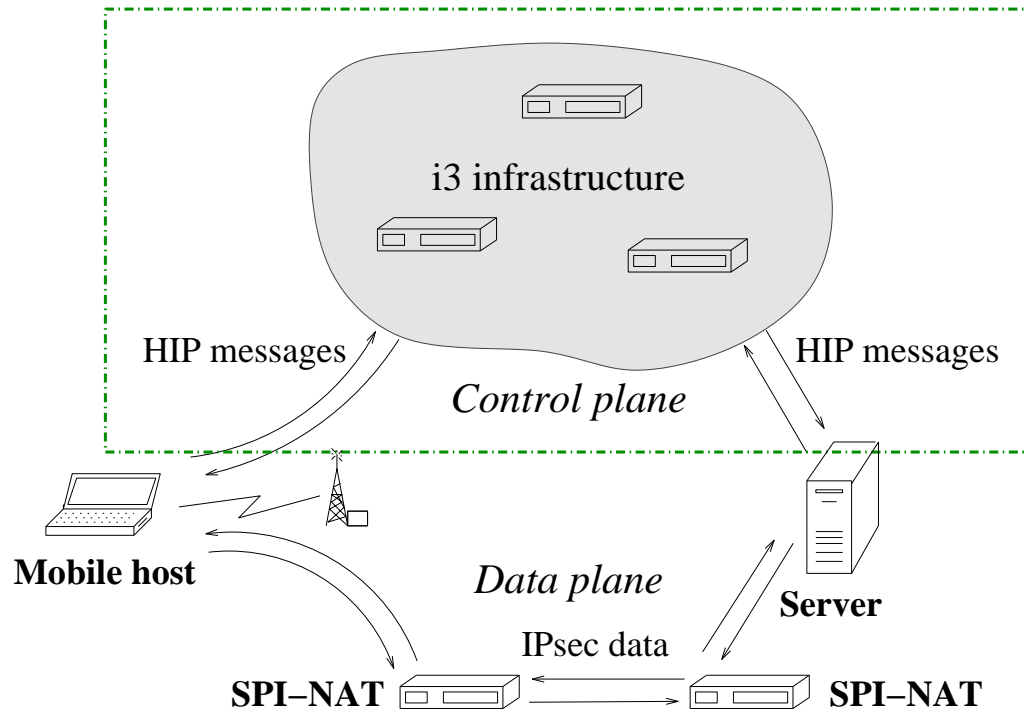 i3 infrastructure
HIP messages
HIP messages
Control plane
Mobile host
Data plane
Server
IPsec data
SPI–NAT
SPI–NAT